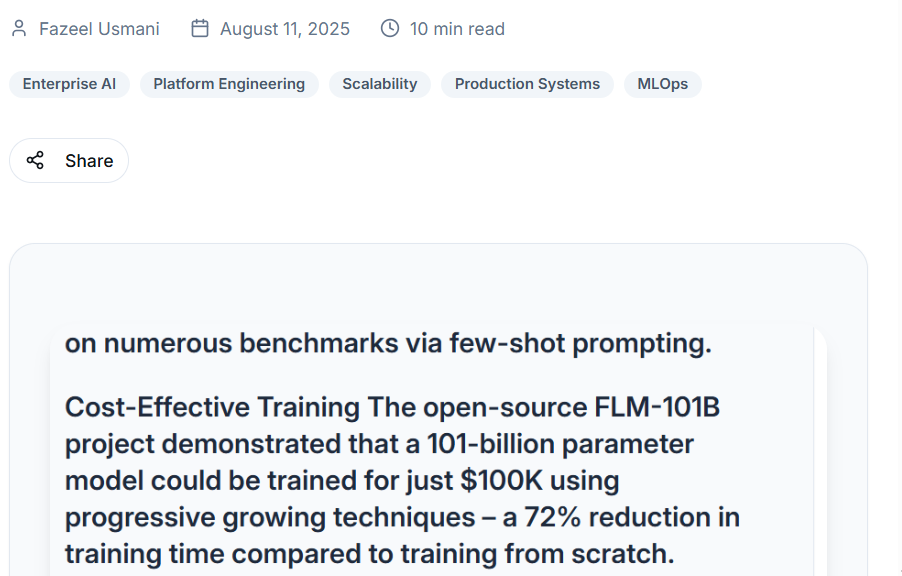 Fazeel Usmani August 11, 2025 10 min read
Enterprise AI Platform Engineering Scalability Production Systems MLOps
Share
on numerous benchmarks via few-shot prompting.
Cost-Effective Training The open-source FLM-101B
project demonstrated that a 101-billion parameter
model could be trained for just $100K using
progressive growing techniques – a 72% reduction in
training time compared to training from scratch.